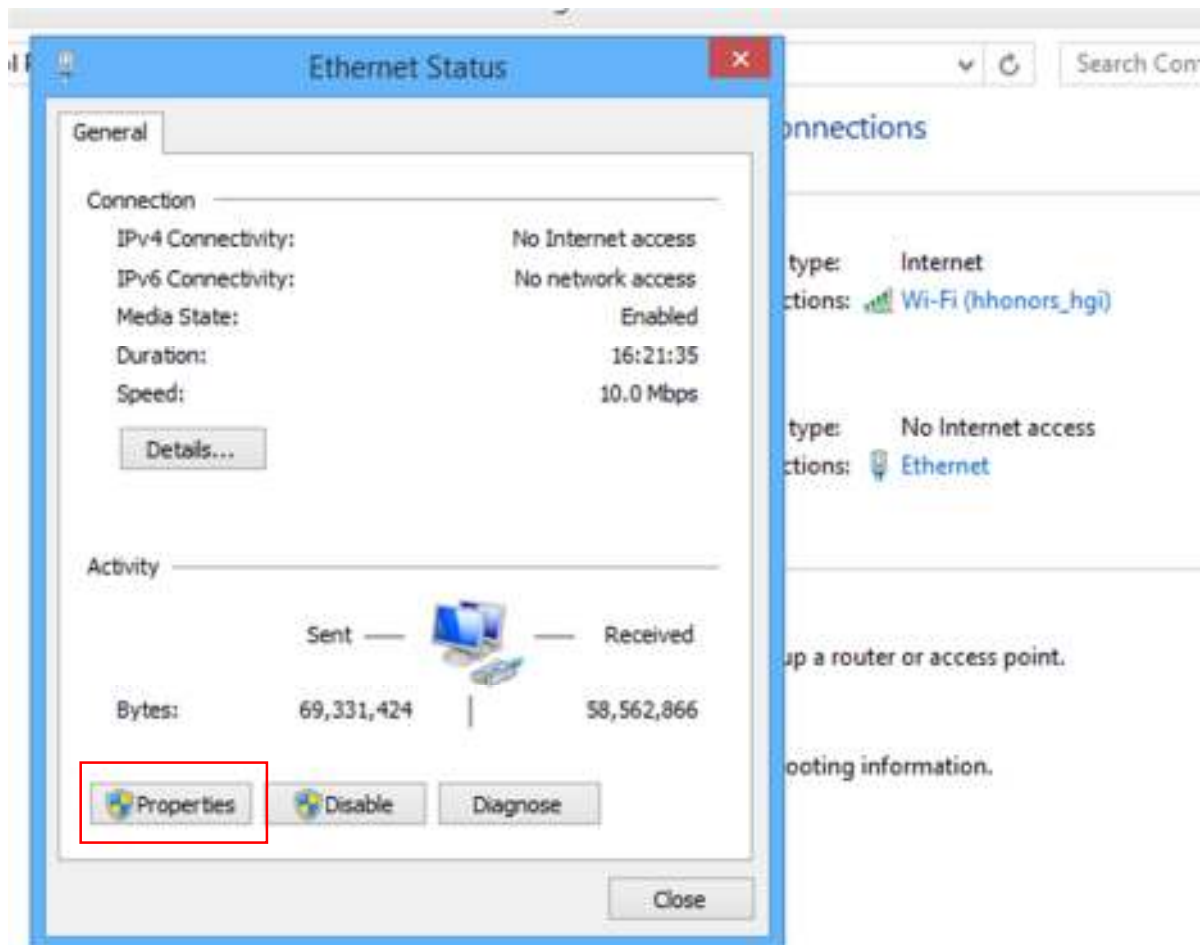 Ethernet Status
Search Con
General
onnections
Connection
IPv4 Connectivity: No Internet access
IPv6 Connectivity: No network access
Media State: Enabled
Duration: 16:21:35
Speed: 10.0 Mbps
Details...
type: Internet
ctions: Wi-Fi (hhonors_hgi)
type: No Internet access
ctions: Ethernet
Activity
Sent Received
Bytes: 69,331,424 58,562,866
up a router or access point.
ooting information.
Properties Disable Diagnose
Close